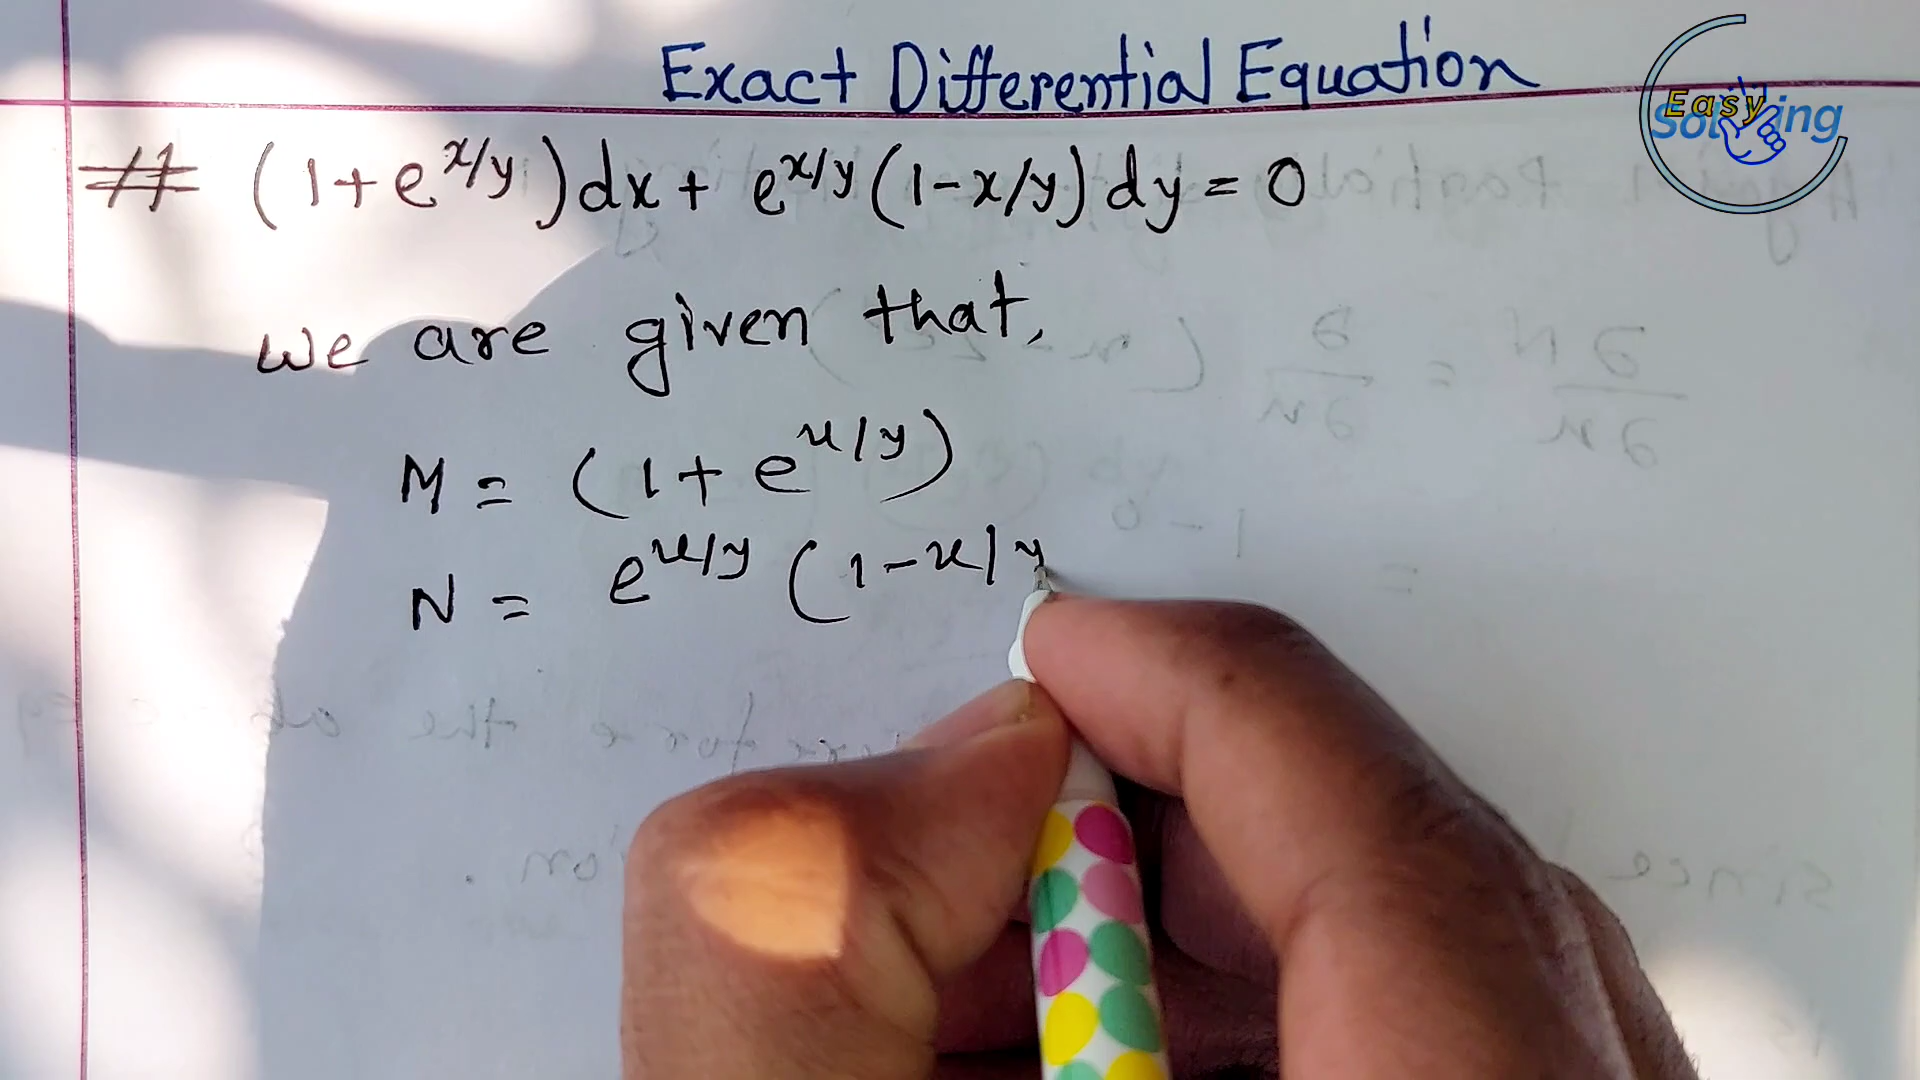 Exact Differential Equation
Easy
Solving
# (1+e^x/y)dx + e^x/y(1-x/y)dy = 0
we are given that,
M = (1 + e^x/y)
N = e^x/y (1-x/y